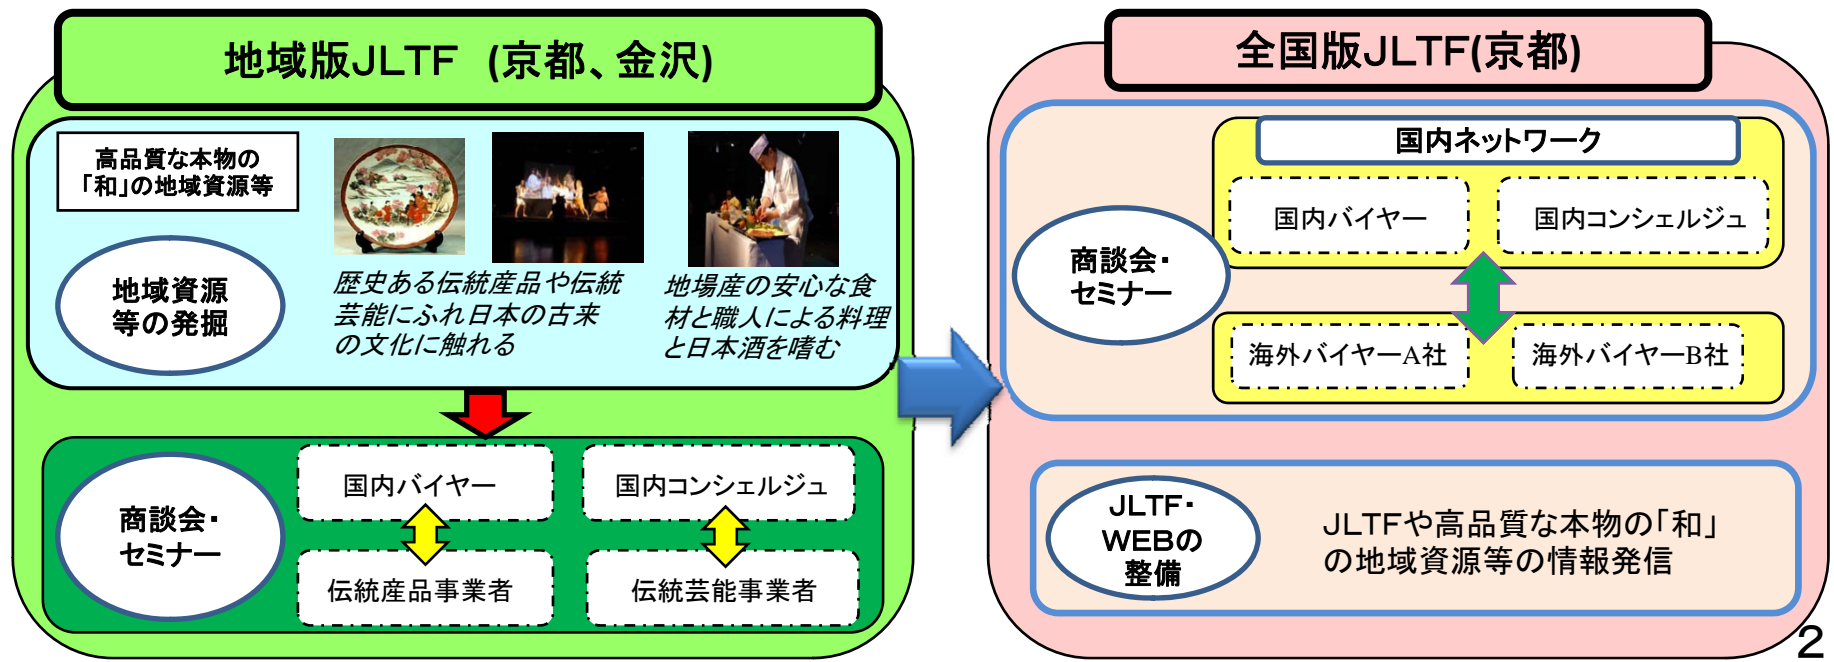 地域版JLTF (京都、金沢)
高品質な本物の
「和」の地域資源等
地域資源
等の発掘
歴史ある伝統産品や伝統
芸能にふれ日本の古来
の文化に触れる
地場産の安心な食
材と職人による料理
と日本酒を嗜む
商談会・
セミナー
国内バイヤー
国内コンシェルジュ
伝統産品事業者
伝統芸能事業者
全国版JLTF(京都)
国内ネットワーク
国内バイヤー
国内コンシェルジュ
商談会・
セミナー
海外バイヤーA社
海外バイヤーB社
JLTF・
WEBの
整備
JLTFや高品質な本物の「和」
の地域資源等の情報発信
2